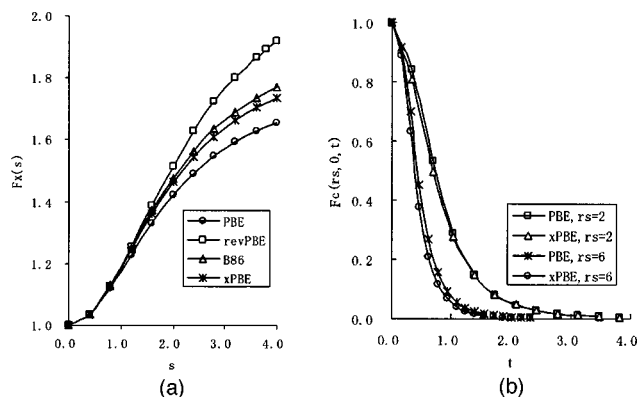 2.0
1.8
1.6
1.4
1.2
1.0
Fx(s)
0.0 1.0 2.0 3.0 4.0
s
PBE
revPBE
B86
xPBE
(a)
1.0
0.8
0.6
0.4
0.2
0.0
Fc(rs, 0, t)
0.0 1.0 2.0 3.0 4.0
t
PBE, rs=2
xPBE, rs=2
PBE, rs=6
xPBE, rs=6
(b)